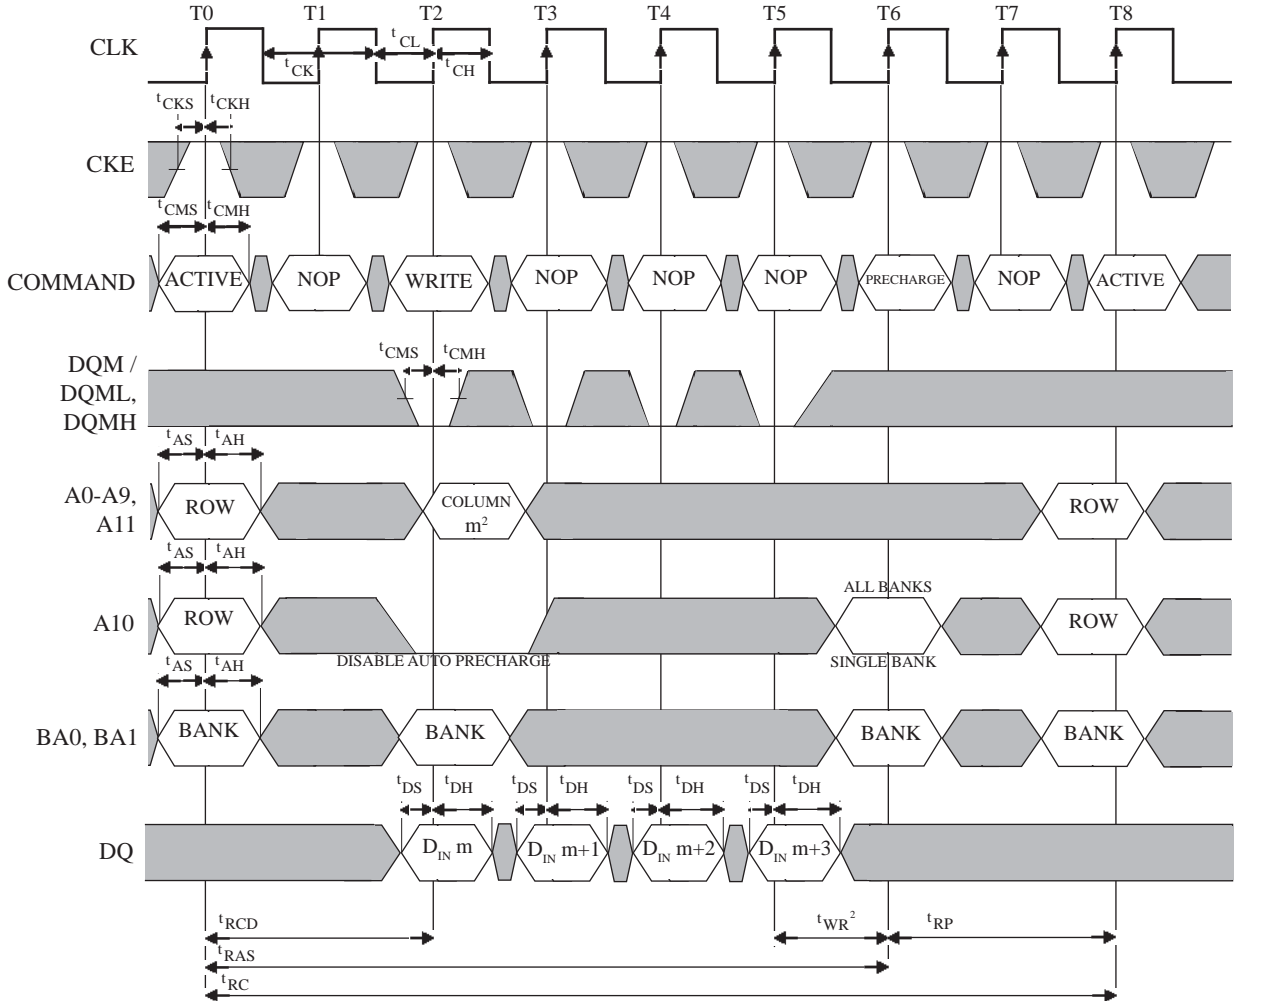 T0 T1 T2 T3 T4 T5 T6 T7 T8
CLK
tCK tCL tCH
tCKS tCKH
CKE
tCMS tCMH
COMMAND ACTIVE NOP WRITE NOP NOP NOP PRECHARGE NOP ACTIVE
tCMS tCMH
DQM /
DQML,
DQMH
tAS tAH
A0-A9,
A11
ROW COLUMN
m² ROW
tAS tAH
ALL BANKS
A10 ROW ROW
DISABLE AUTO PRECHARGE SINGLE BANK
tAS tAH
BA0, BA1 BANK BANK BANK BANK
tDS tDH tDS tDH tDS tDH tDS tDH
DQ DIN m DIN m+1 DIN m+2 DIN m+3
tRCD tWR² tRP
tRAS
tRC